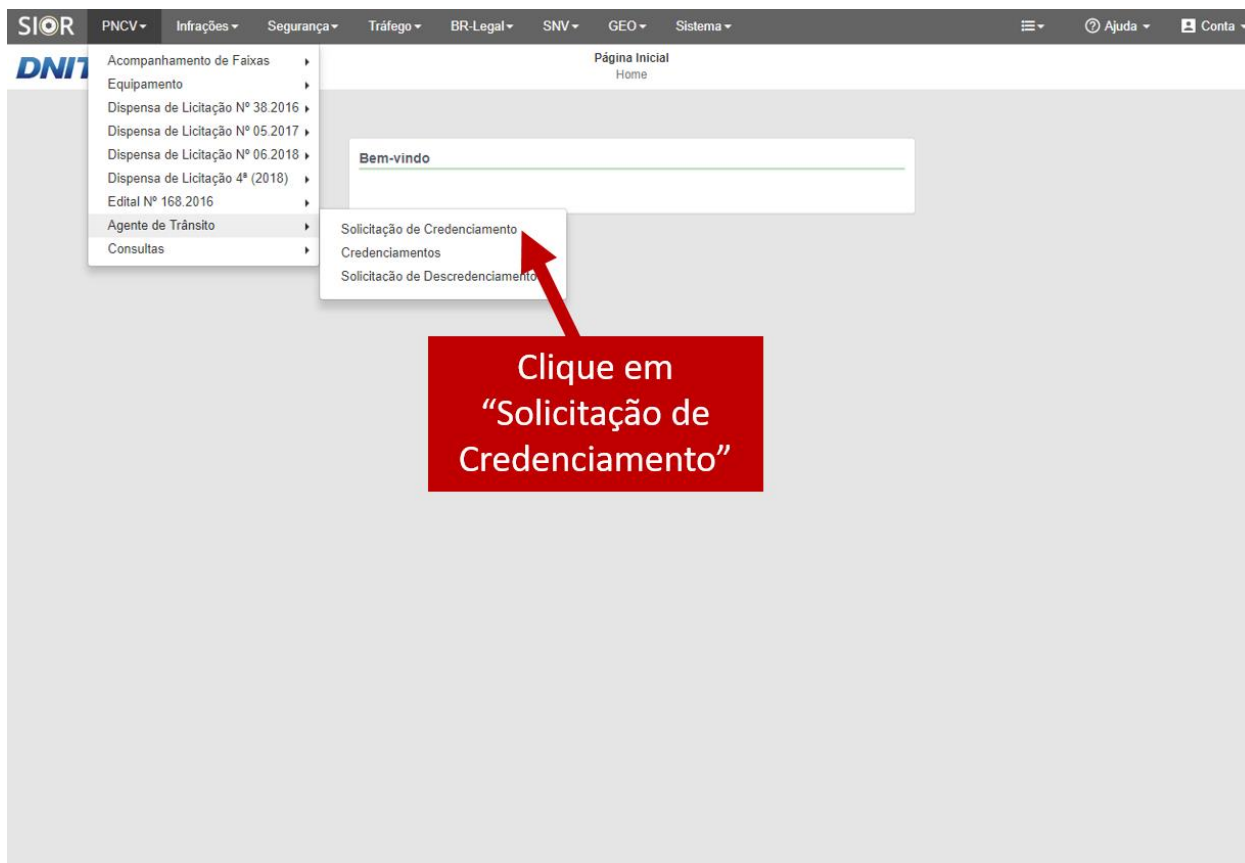 SIOR PNCV Infrações Segurança Tráfego BR-Legal SNV GEO Sistema Ajuda Conta
DNIT
Página Inicial
Home
Acompanhamento de Faixas
Equipamento
Dispensa de Licitação Nº 38.2016
Dispensa de Licitação Nº 05.2017
Dispensa de Licitação Nº 06.2018
Dispensa de Licitação 4ª (2018)
Edital Nº 168.2016
Agente de Trânsito
Consultas
Bem-vindo
Solicitação de Credenciamento
Credenciamentos
Solicitacão de Descredenciamento
Clique em
“Solicitação de
Credenciamento”